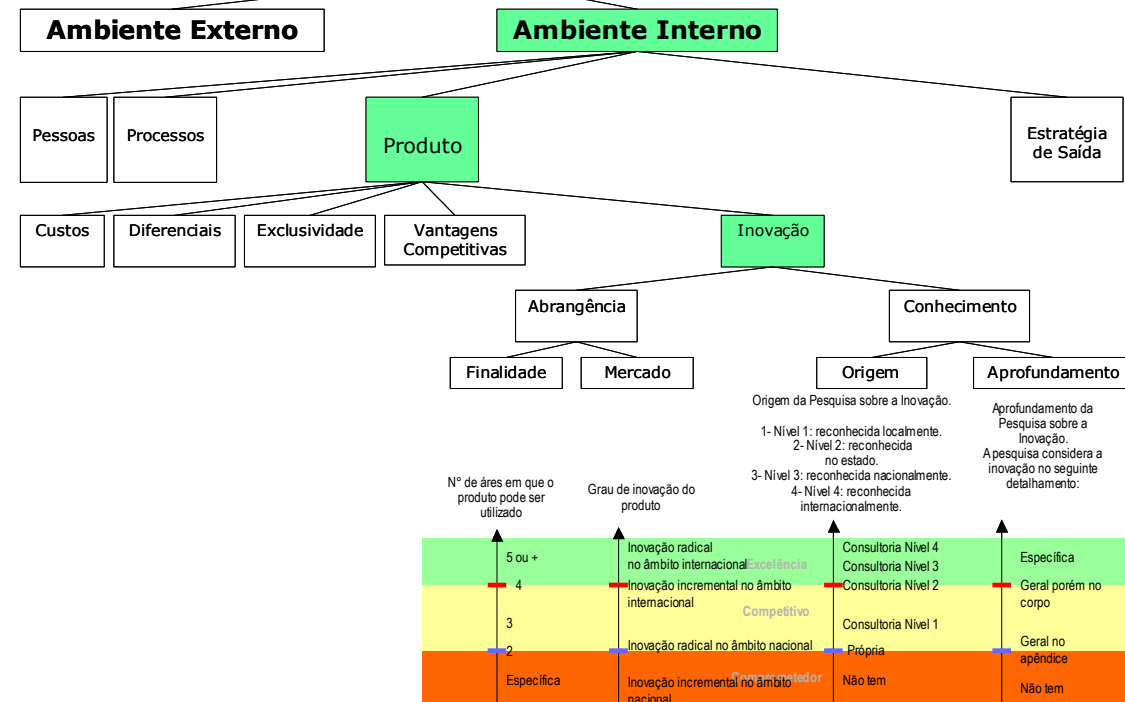 Ambiente Externo
Ambiente Interno
Pessoas
Processos
Produto
Estratégia
de Saída
Custos
Diferenciais
Exclusividade
Vantagens
Competitivas
Inovação
Abrangência
Conhecimento
Finalidade
Mercado
Origem
Aprofundamento
N° de áres em que o
produto pode ser
utilizado
Grau de inovação do
produto
Origem da Pesquisa sobre a Inovação.
1- Nível 1: reconhecida localmente.
2- Nível 2: reconhecida
no estado.
3- Nível 3: reconhecida nacionalmente.
4- Nível 4: reconhecida
internacionalmente.
Aprofundamento da
Pesquisa sobre a
Inovação.
A pesquisa considera a
inovação no seguinte
detalhamento:
5 ou +
4
3
2
Específica
Inovação radical
no âmbito internacional
Inovação incremental no âmbito
internacional
Inovação radical no âmbito nacional
Inovação incremental no âmbito
nacional
Excelência
Competitivo
Comprometedor
Consultoria Nível 4
Consultoria Nível 3
Consultoria Nível 2
Consultoria Nível 1
Própria
Não tem
Específica
Geral porém no
corpo
Geral no
apêndice
Não tem